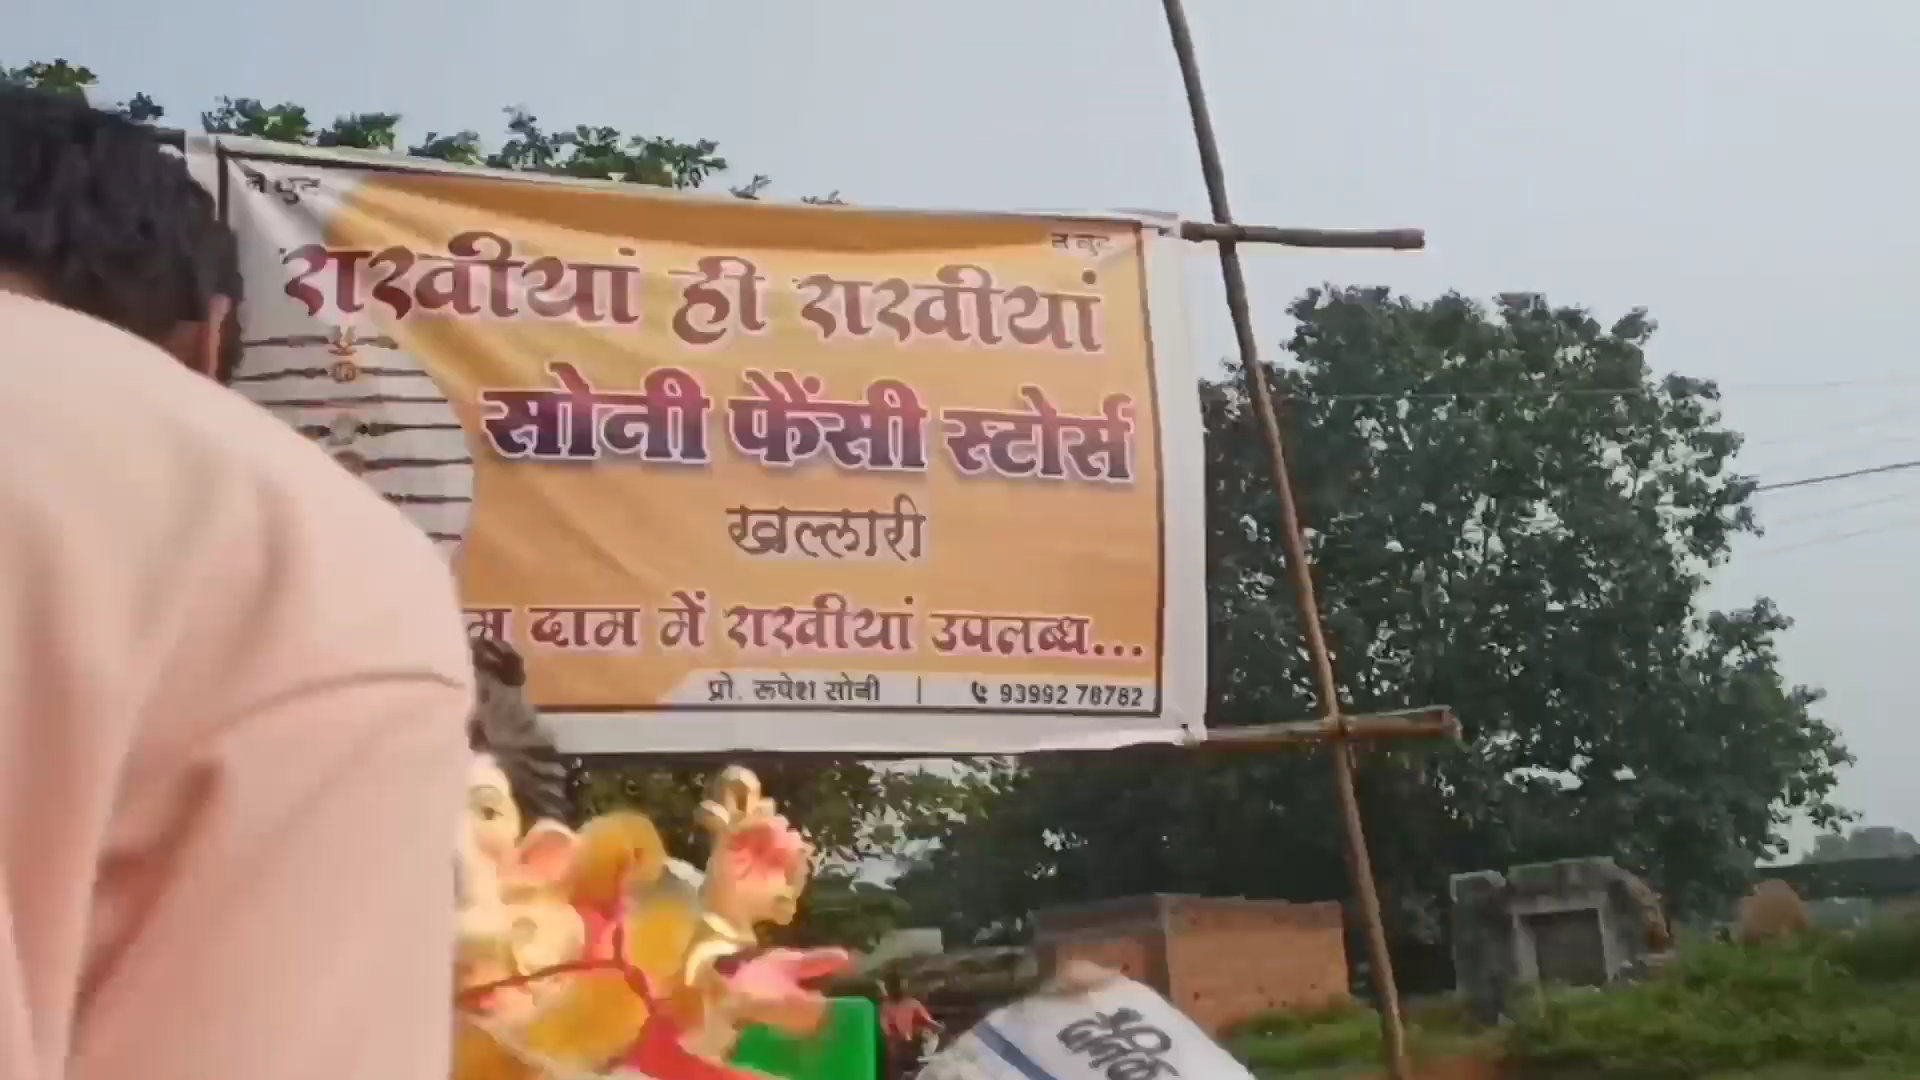 राखीयां ही राखीयां
सोनी फैंसी स्टोर्स
खल्लारी
दाम में राखीयां उपलब्ध...
प्रो. रूपेश सोनी | 93992 78782